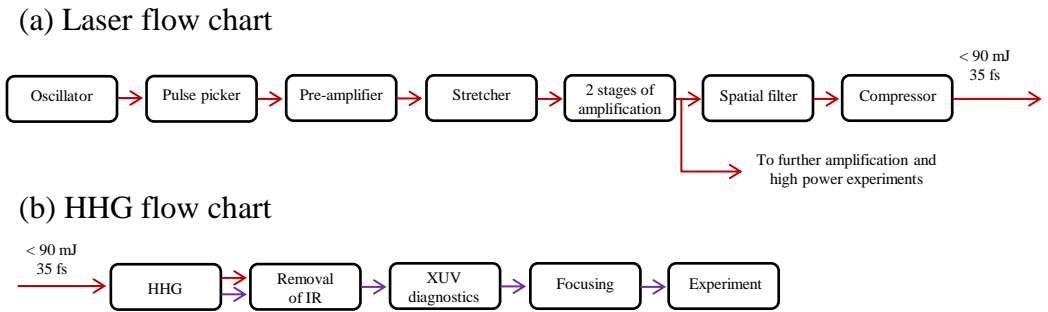 (a) Laser flow chart
< 90 mJ
35 fs
Oscillator
Pulse picker
Pre-amplifier
Stretcher
2 stages of
amplification
Spatial filter
Compressor
To further amplification and
high power experiments
(b) HHG flow chart
< 90 mJ
35 fs
HHG
Removal
of IR
XUV
diagnostics
Focusing
Experiment